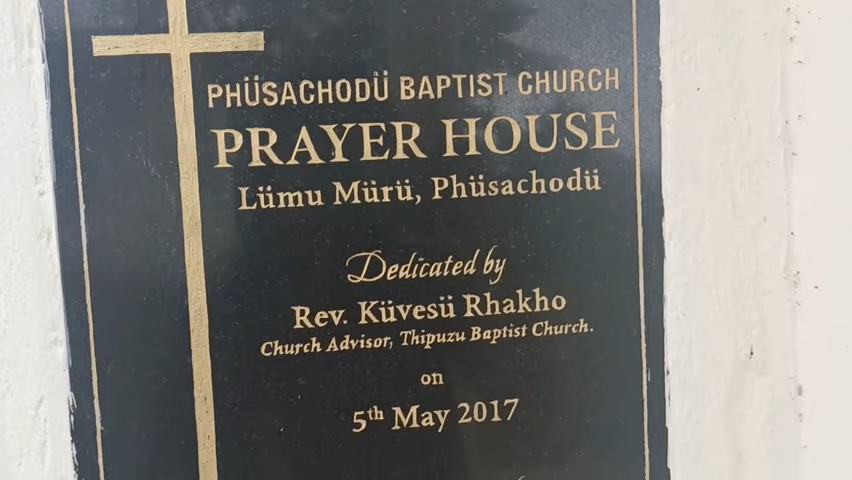 PHÜSACHODÜ BAPTIST CHURCH
PRAYER HOUSE
Lümu Mürü, Phüsachodü
Dedicated by
Rev. Küvesü Rhakho
Church Advisor, Thipuzu Baptist Church.
on
5th May 2017